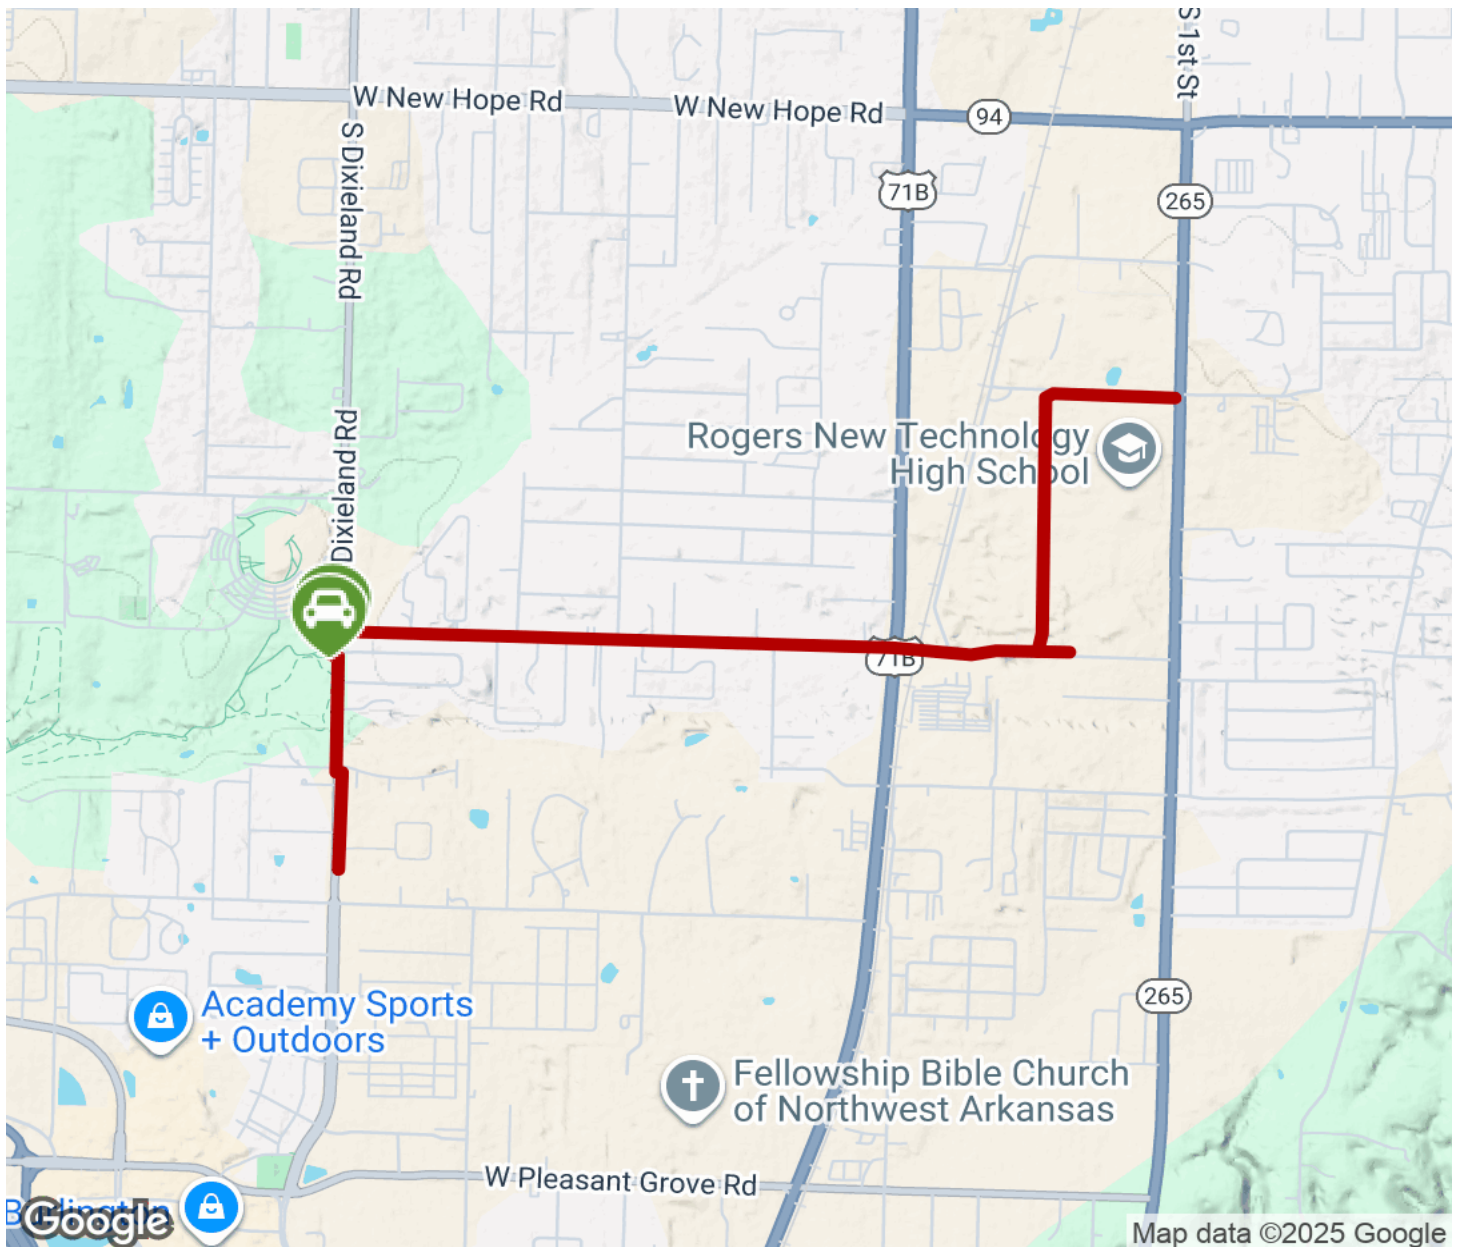 S 1st St
W New Hope Rd
W New Hope Rd
94
S Dixieland Rd
71B
265
Dixieland Rd
Rogers New Technology
High School
71B
265
Academy Sports
+ Outdoors
Fellowship Bible Church
of Northwest Arkansas
W Pleasant Grove Rd
Burlington
Google
Map data ©2025 Google